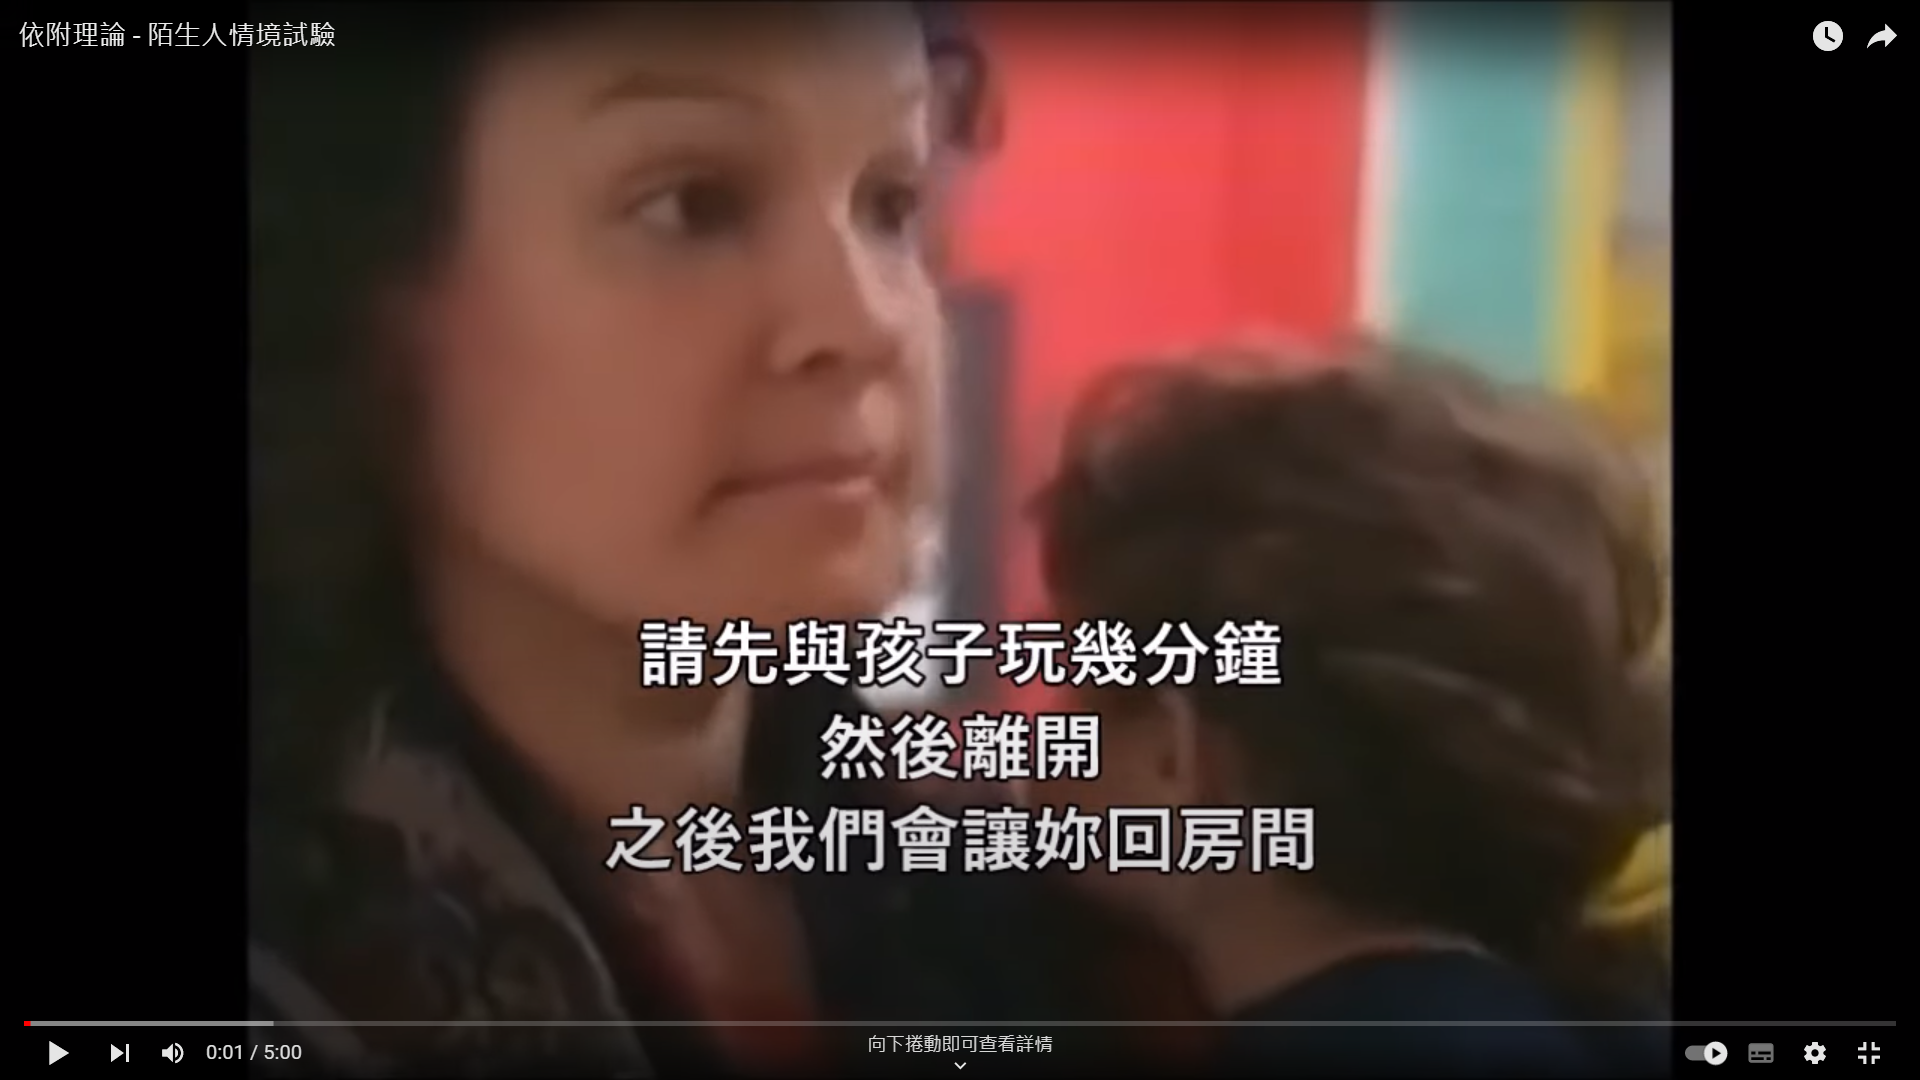 依附理論 - 陌生人情境試驗
請先與孩子玩幾分鐘
然後離開
之後我們會讓妳回房間
0:01 / 5:00
向下捲動即可查看詳情